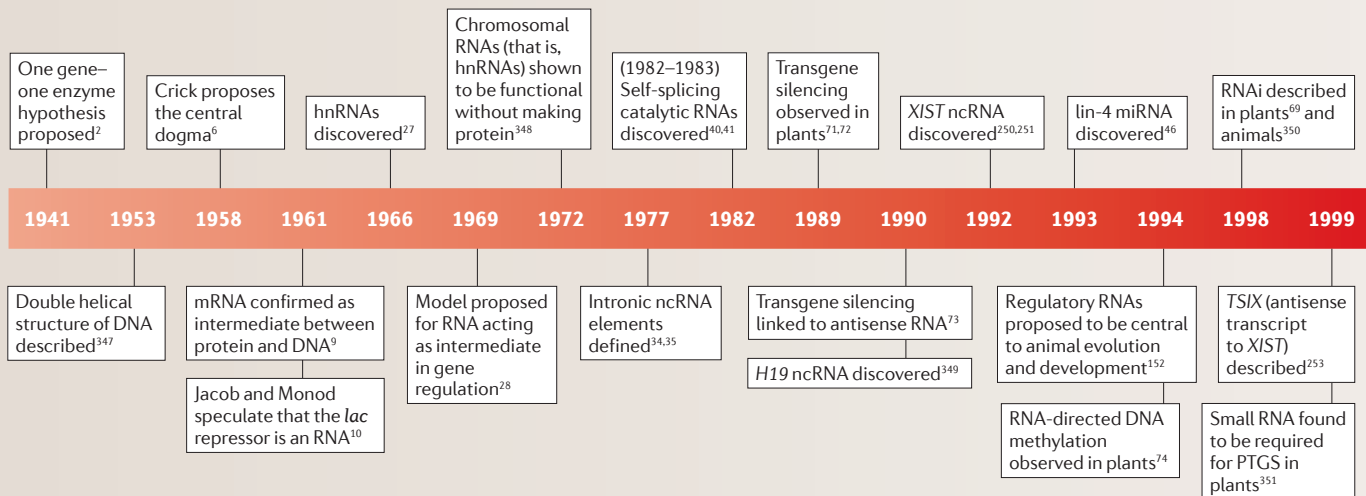 One gene–
one enzyme
hypothesis
proposed2
Crick proposes
the central
dogma6
hnRNAs
discovered27
Chromosomal
RNAs (that is,
hnRNAs) shown
to be functional
without making
protein348
(1982–1983)
Self-splicing
catalytic RNAs
discovered40,41
Transgene
silencing
observed in
plants71,72
XIST ncRNA
discovered250,251
lin-4 miRNA
discovered46
RNAi described
in plants69 and
animals350
1941 1953 1958 1961 1966 1969 1972 1977 1982 1989 1990 1992 1993 1994 1998 1999
Double helical
structure of DNA
described347
mRNA confirmed as
intermediate between
protein and DNA9
Jacob and Monod
speculate that the lac
repressor is an RNA10
Model proposed
for RNA acting
as intermediate
in gene
regulation28
Intronic ncRNA
elements
defined34,35
Transgene silencing
linked to antisense RNA73
H19 ncRNA discovered349
Regulatory RNAs
proposed to be central
to animal evolution
and development152
RNA-directed DNA
methylation
observed in plants74
TSIX (antisense
transcript
to XIST)
described253
Small RNA found
to be required
for PTGS in
plants351